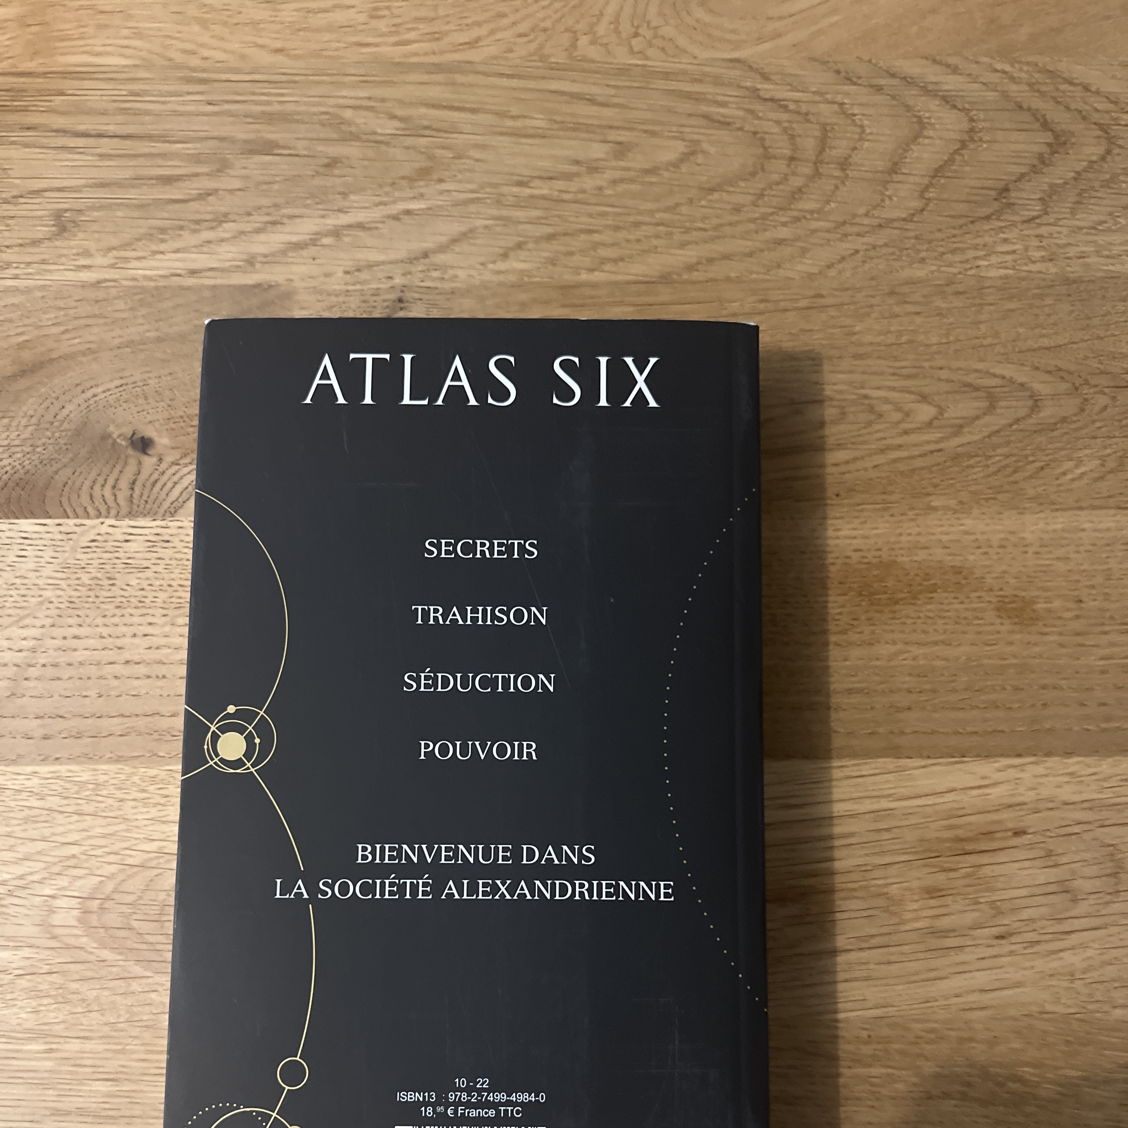 ATLAS SIX
SECRETS
TRAHISON
SÉDUCTION
POUVOIR
BIENVENUE DANS
LA SOCIÉTÉ ALEXANDRIENNE
10 - 22
ISBN13 : 978-2-7499-4984-0
18,95 € France TTC